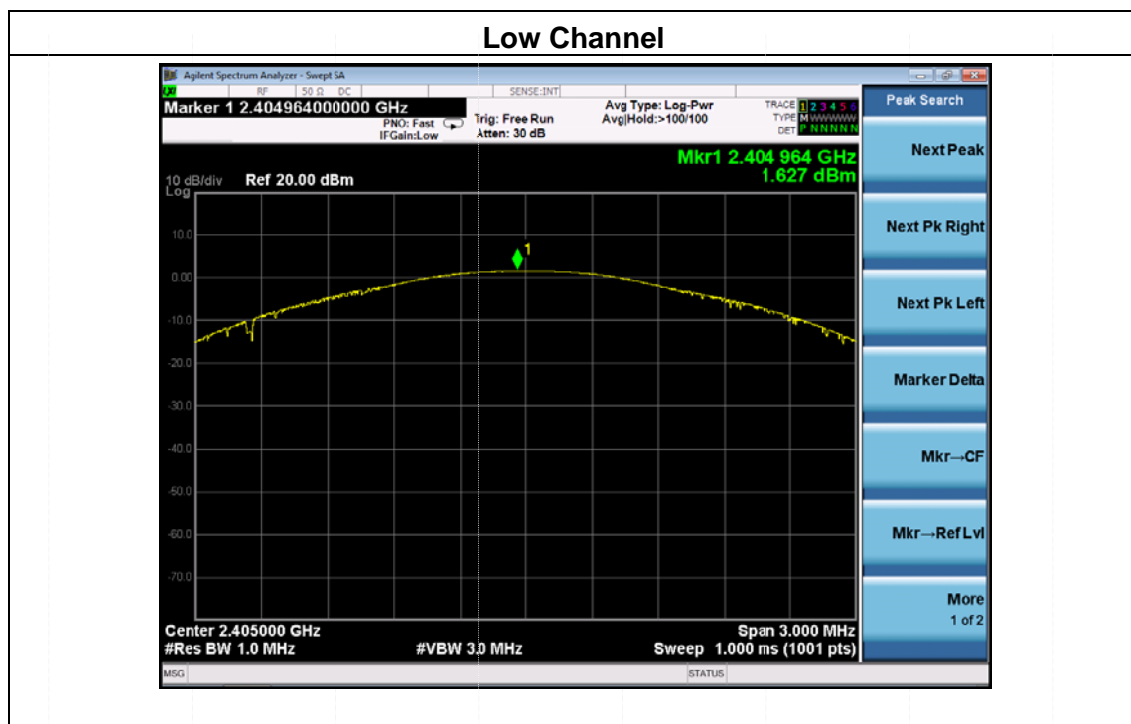 Low Channel
Agilent Spectrum Analyzer - Swept SA
LXI RF 50 Ω DC SENSE:INT
Marker 1 2.404964000000 GHz
PNO: Fast
IFGain:Low
Trig: Free Run
Atten: 30 dB
Avg Type: Log-Pwr
Avg|Hold:>100/100
TRACE 1 2 3 4 5 6
TYPE M WWWWW
DET P N N N N N
Mkr1 2.404 964 GHz
1.627 dBm
10 dB/div Ref 20.00 dBm
Log
10.0
0.00
-10.0
-20.0
-30.0
-40.0
-50.0
-60.0
-70.0
1
Center 2.405000 GHz Span 3.000 MHz
#Res BW 1.0 MHz #VBW 3.0 MHz Sweep 1.000 ms (1001 pts)
MSG STATUS
Peak Search
Next Peak
Next Pk Right
Next Pk Left
Marker Delta
Mkr→CF
Mkr→Ref Lvl
More
1 of 2